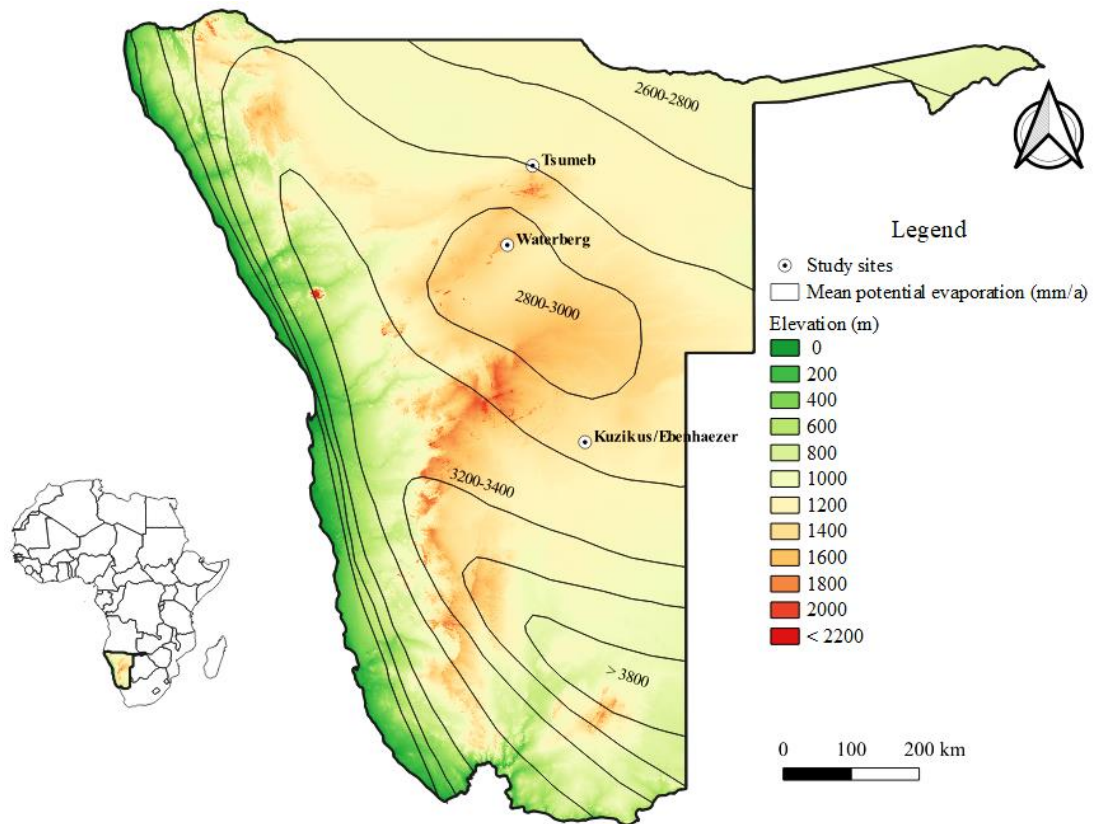 2600-2800
Tsumeb
Waterberg
2800-3000
Kuzikus/Ebenhaezer
3200-3400
> 3800
Legend
Study sites
Mean potential evaporation (mm/a)
Elevation (m)
0
200
400
600
800
1000
1200
1400
1600
1800
2000
< 2200
0 100 200 km